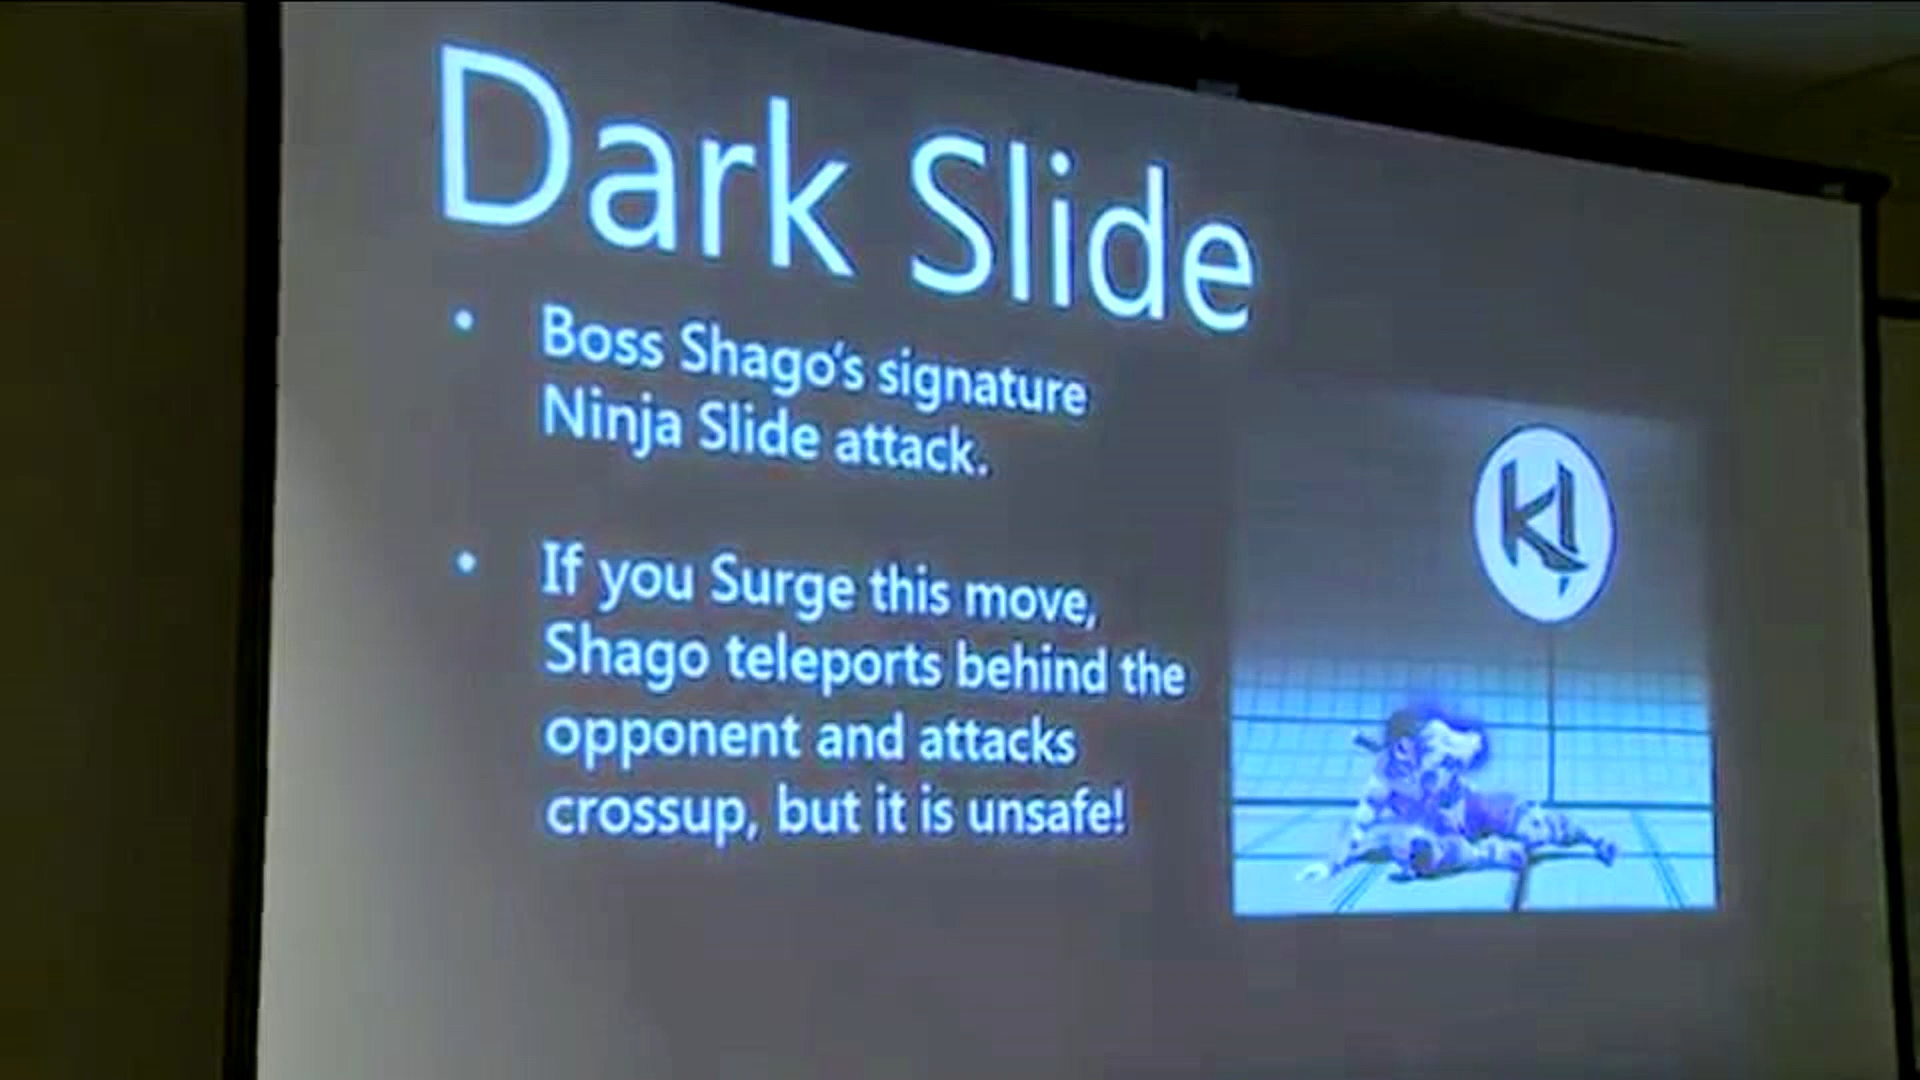 Dark Slide
• Boss Shago's signature
Ninja Slide attack.
• If you Surge this move,
Shago teleports behind the
opponent and attacks
crossup, but it is unsafe!
KI